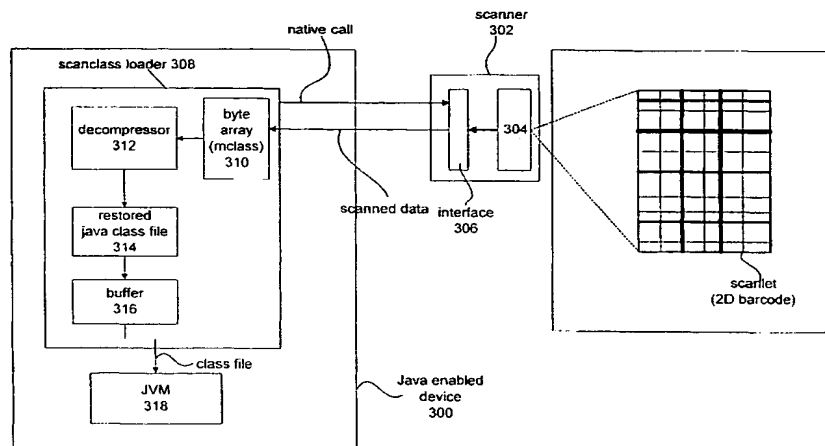 native call
scanner
302
scanclass loader 308
decompressor
312
byte
array
(mclass)
310
304
scanned data
interface
306
restored
java class file
314
buffer
316
scanlet
(2D barcode)
class file
JVM
318
Java enabled
device
300